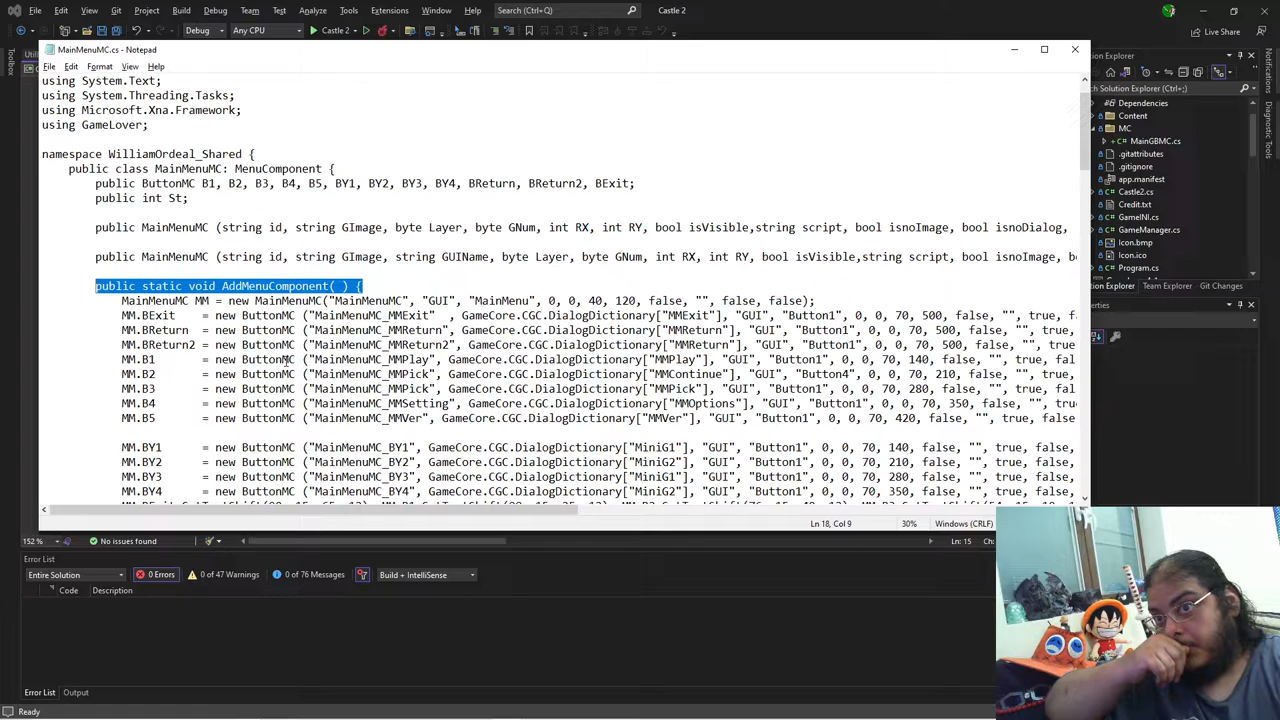 File Edit View Git Project Build Debug Team Analyze Tools Extensions Window Help Search (Ctrl+Q) Castle 2
Debug Any CPU Castle 2 Live Share
MainMenuMC.cs - Notepad
File Edit Format View Help
using System.Text;
using System.Threading.Tasks;
using Microsoft.Xna.Framework;
using GameLover;
namespace WilliamOrdeal_Shared {
public class MainMenuMC: MenuComponent {
public ButtonMC B1, B2, B3, B4, B5, BY1, BY2, BY3, BY4, BReturn, BReturn2, BExit;
public int St;
public MainMenuMC (string id, string GImage, byte Layer, byte GNum, int RX, int RY, bool isVisible,string script, bool isnoImage, bool isnoDialog,
public MainMenuMC (string id, string GImage, string GUIName, byte Layer, byte GNum, int RX, int RY, bool isVisible,string script, bool isnoImage, bo
public static void AddMenuComponent( ) {
MainMenuMC MM = new MainMenuMC("MainMenuMC", "GUI", "MainMenu", 0, 0, 40, 120, false, "", false, false);
MM.BExit = new ButtonMC ("MainMenuMC_MMExit" , GameCore.CGC.DialogDictionary["MMExit"], "GUI", "Button1", 0, 0, 70, 500, false, "", true,
MM.BReturn = new ButtonMC ("MainMenuMC_MMReturn", GameCore.CGC.DialogDictionary["MMReturn"], "GUI", "Button1", 0, 0, 70, 500, false, "", true
MM.BReturn2 = new ButtonMC ("MainMenuMC_MMReturn2", GameCore.CGC.DialogDictionary["MMReturn"], "GUI", "Button1", 0, 0, 70, 500, false, "", true
MM.B1 = new ButtonMC ("MainMenuMC_MMPlay", GameCore.CGC.DialogDictionary["MMPlay"], "GUI", "Button1", 0, 0, 70, 140, false, "", true, fal
MM.B2 = new ButtonMC ("MainMenuMC_MMPick", GameCore.CGC.DialogDictionary["MMContinue"], "GUI", "Button4", 0, 0, 70, 210, false, "", true,
MM.B3 = new ButtonMC ("MainMenuMC_MMPick", GameCore.CGC.DialogDictionary["MMPick"], "GUI", "Button1", 0, 0, 70, 280, false, "", true, fal
MM.B4 = new ButtonMC ("MainMenuMC_MMSetting", GameCore.CGC.DialogDictionary["MMOptions"], "GUI", "Button1", 0, 0, 70, 350, false, "", true,
MM.B5 = new ButtonMC ("MainMenuMC_MMVer", GameCore.CGC.DialogDictionary["MMVer"], "GUI", "Button1", 0, 0, 70, 420, false, "", true, false
MM.BY1 = new ButtonMC ("MainMenuMC_BY1", GameCore.CGC.DialogDictionary["MiniG1"], "GUI", "Button1", 0, 0, 70, 140, false, "", true, false,
MM.BY2 = new ButtonMC ("MainMenuMC_BY2", GameCore.CGC.DialogDictionary["MiniG2"], "GUI", "Button1", 0, 0, 70, 210, false, "", true, false,
MM.BY3 = new ButtonMC ("MainMenuMC_BY3", GameCore.CGC.DialogDictionary["MiniG3"], "GUI", "Button1", 0, 0, 70, 280, false, "", true, false,
MM.BY4 = new ButtonMC ("MainMenuMC_BY4", GameCore.CGC.DialogDictionary["MiniG4"], "GUI", "Button1", 0, 0, 70, 350, false, "", true, false,
Ln 18, Col 9 30% Windows (CRLF)
Toolbox
Notifications
Diagnostic Tools
tion Explorer
ch Solution Explorer (Ctrl+;)
Dependencies
Content
MC
MainGBMC.cs
.gitattributes
.gitignore
app.manifest
Castle2.cs
Credit.txt
GameINI.cs
GameManager.cs
Icon.bmp
Icon.ico
Program.cs
ion Explorer Team Explorer Git Changes
erties
152 % No issues found Ln: 15 Ch:
Error List
Entire Solution 0 Errors 0 of 47 Warnings 0 of 76 Messages Build + IntelliSense
Code Description
Error List Output
Ready